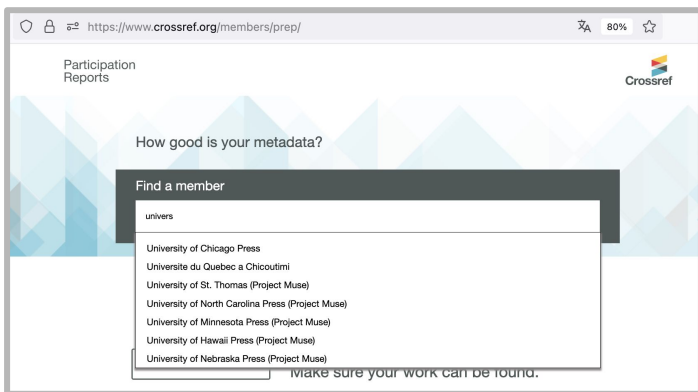 https://www.crossref.org/members/prep/
80%
Participation
Reports
Crossref
How good is your metadata?
Find a member
univers
University of Chicago Press
Universite du Quebec a Chicoutimi
University of St. Thomas (Project Muse)
University of North Carolina Press (Project Muse)
University of Minnesota Press (Project Muse)
University of Hawaii Press (Project Muse)
University of Nebraska Press (Project Muse)
Make sure your work can be found.